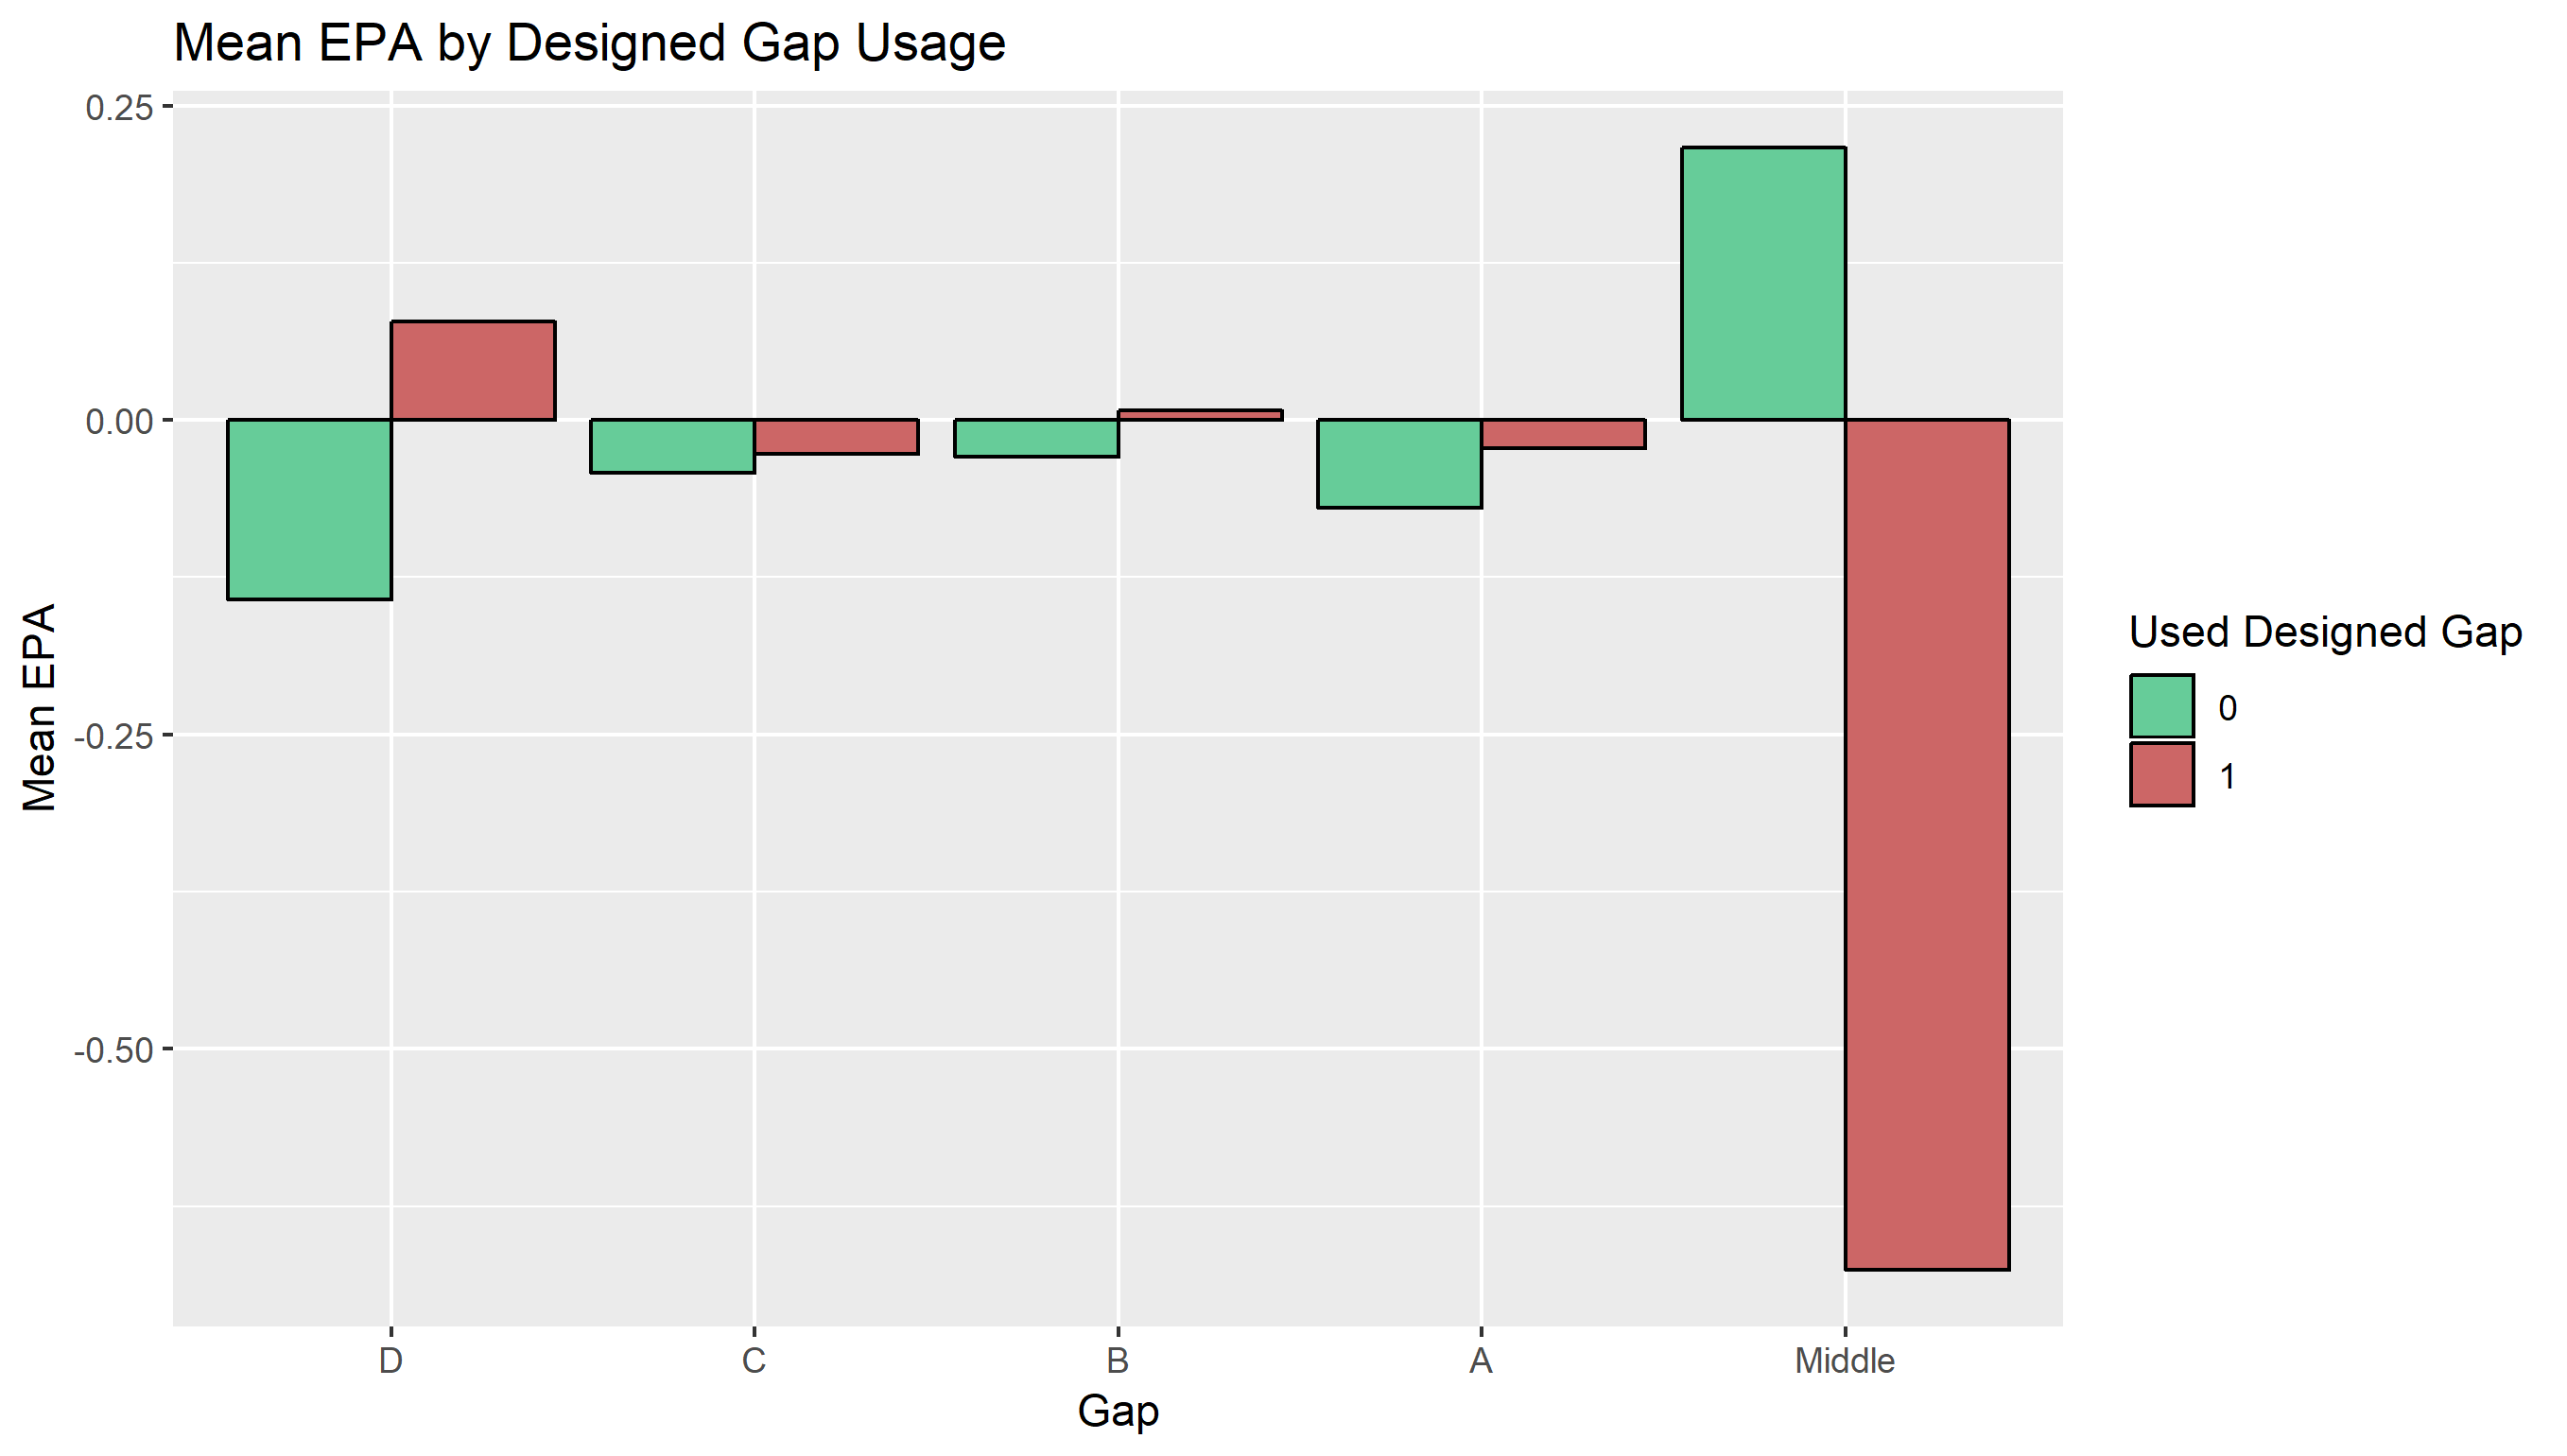 Mean EPA by Designed Gap Usage
0.25
0.00
-0.25
-0.50
Mean EPA
D
C
B
A
Middle
Gap
Used Designed Gap
0
1